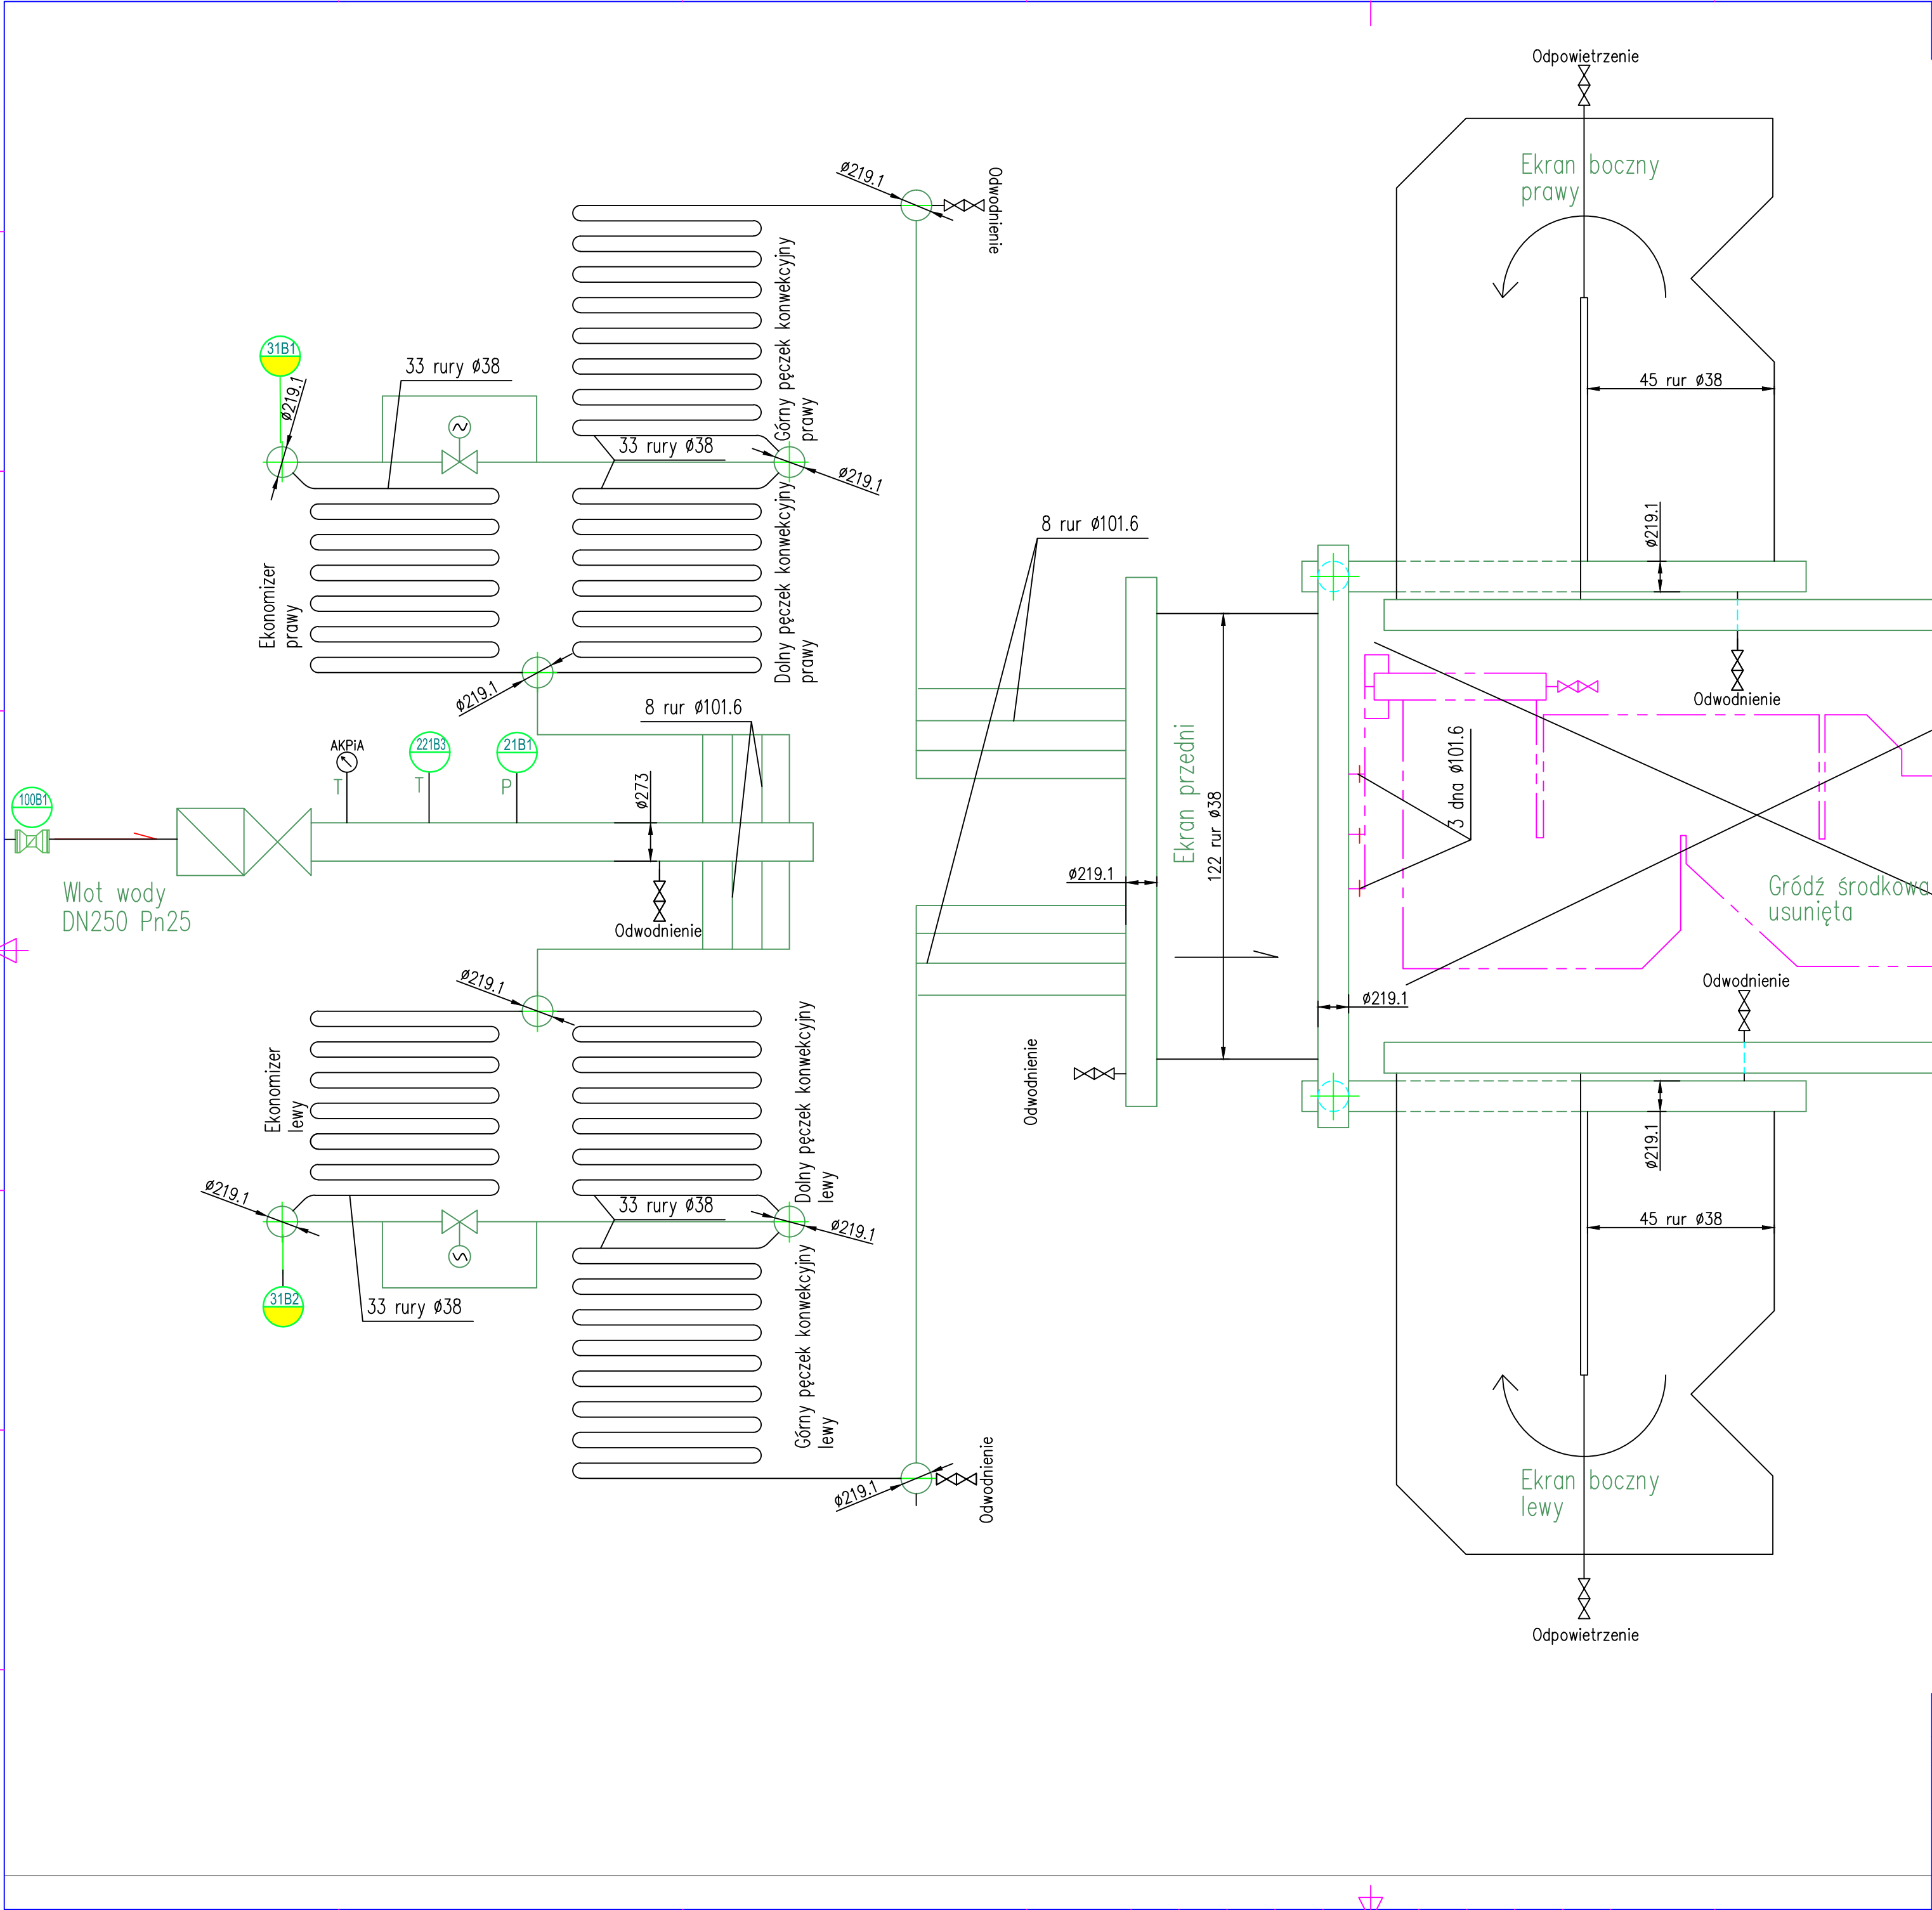 Odpowietrzenie
Ekran boczny
prawy
45 rur ø38
ø219.1
Odwodnienie
ø219.1
Odwodnienie
Górny pęczek konwekcyjny
prawy
31B1
ø219.1
33 rury ø38
33 rury ø38
ø219.1
Dolny pęczek konwekcyjny
prawy
Ekonomizer
prawy
ø219.1
8 rur ø101.6
8 rur ø101.6
AKPiA
T
221B3
T
21B1
P
ø273
100B1
Wlot wody
DN250 Pn25
Odwodnienie
Ekran przedni
ø219.1
122 rur ø38
3 dna ø101.6
Odwodnienie
Gródź środkowa
usunięta
ø219.1
Odwodnienie
ø219.1
Odwodnienie
ø219.1
Ekonomizer
lewy
Dolny pęczek konwekcyjny
lewy
ø219.1
33 rury ø38
ø219.1
31B2
33 rury ø38
Górny pęczek konwekcyjny
lewy
ø219.1
Odwodnienie
45 rur ø38
Ekran boczny
lewy
Odpowietrzenie